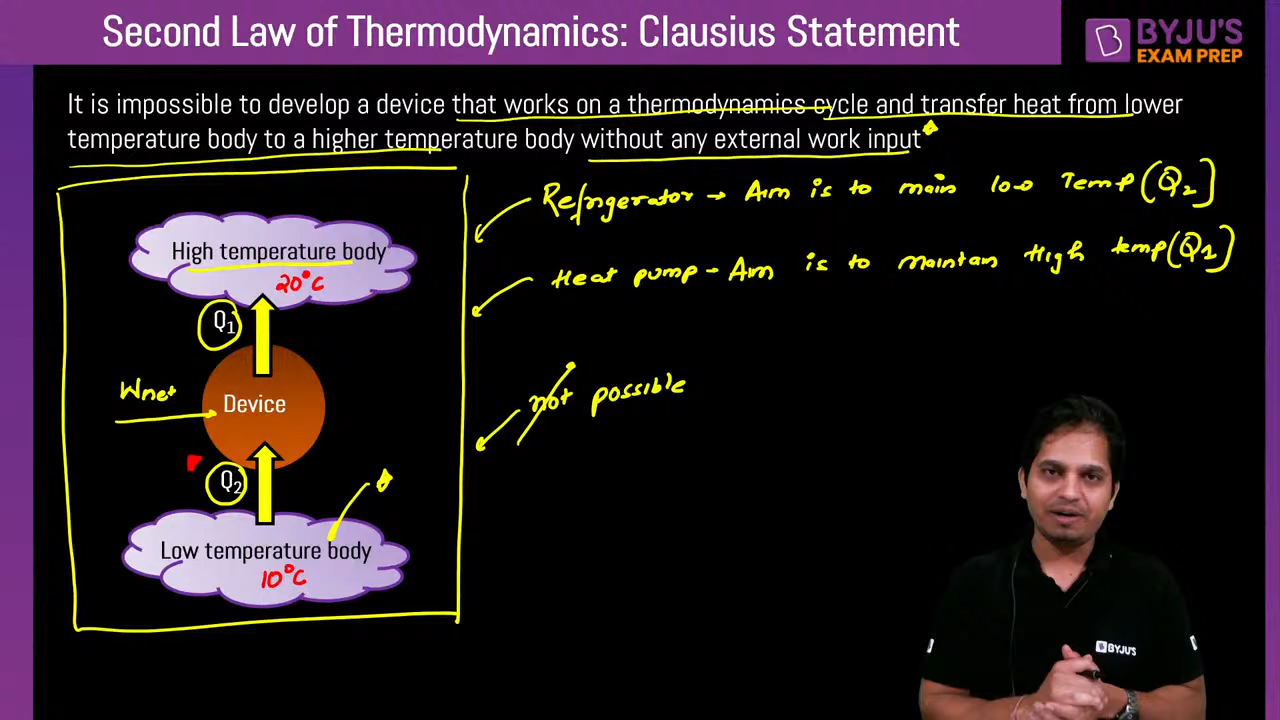 Second Law of Thermodynamics: Clausius Statement
BYJU'S
EXAM PREP
It is impossible to develop a device that works on a thermodynamics cycle and transfer heat from lower
temperature body to a higher temperature body without any external work input
Refrigerator → Aim is to main low Temp (Q2)
Heat pump - Aim is to maintan High temp (Q1)
High temperature body
20°C
Q1
Wnet
Device
not possible
Q2
Low temperature body
10°C
BYJU'S